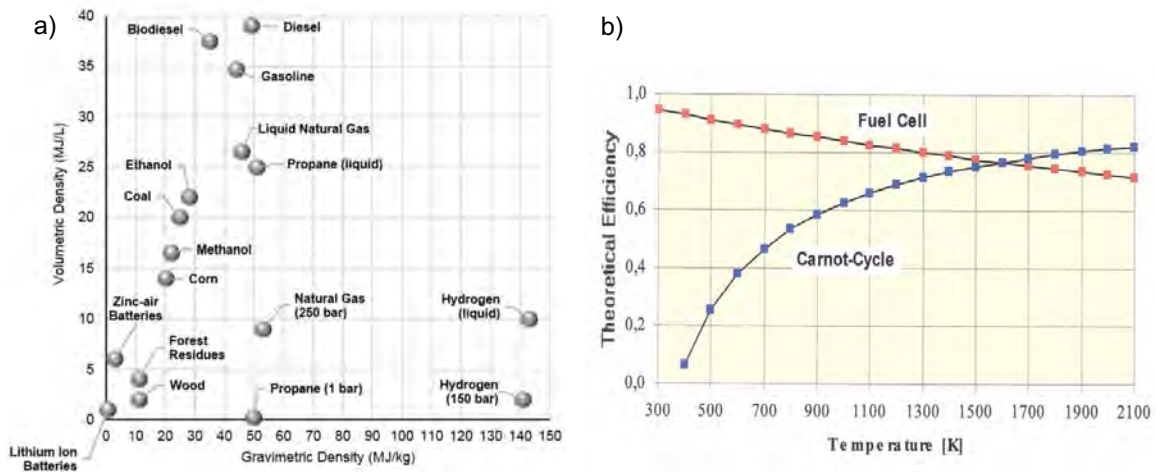 a)
Volumetric Density (MJ/L)
40
35
30
25
20
15
10
5
0
Biodiesel
Diesel
Gasoline
Liquid Natural Gas
Propane (liquid)
Ethanol
Coal
Methanol
Corn
Zinc-air
Batteries
Natural Gas
(250 bar)
Hydrogen
(liquid)
Forest
Residues
Wood
Propane (1 bar)
Hydrogen
(150 bar)
0 10 20 30 40 50 60 70 80 90 100 110 120 130 140 150
Lithium Ion
Batteries
Gravimetric Density (MJ/kg)
b)
Theoretical Efficiency
1,0
0,8
0,6
0,4
0,2
0,0
Fuel Cell
Carnot-Cycle
300 500 700 900 1100 1300 1500 1700 1900 2100
Temperature [K]